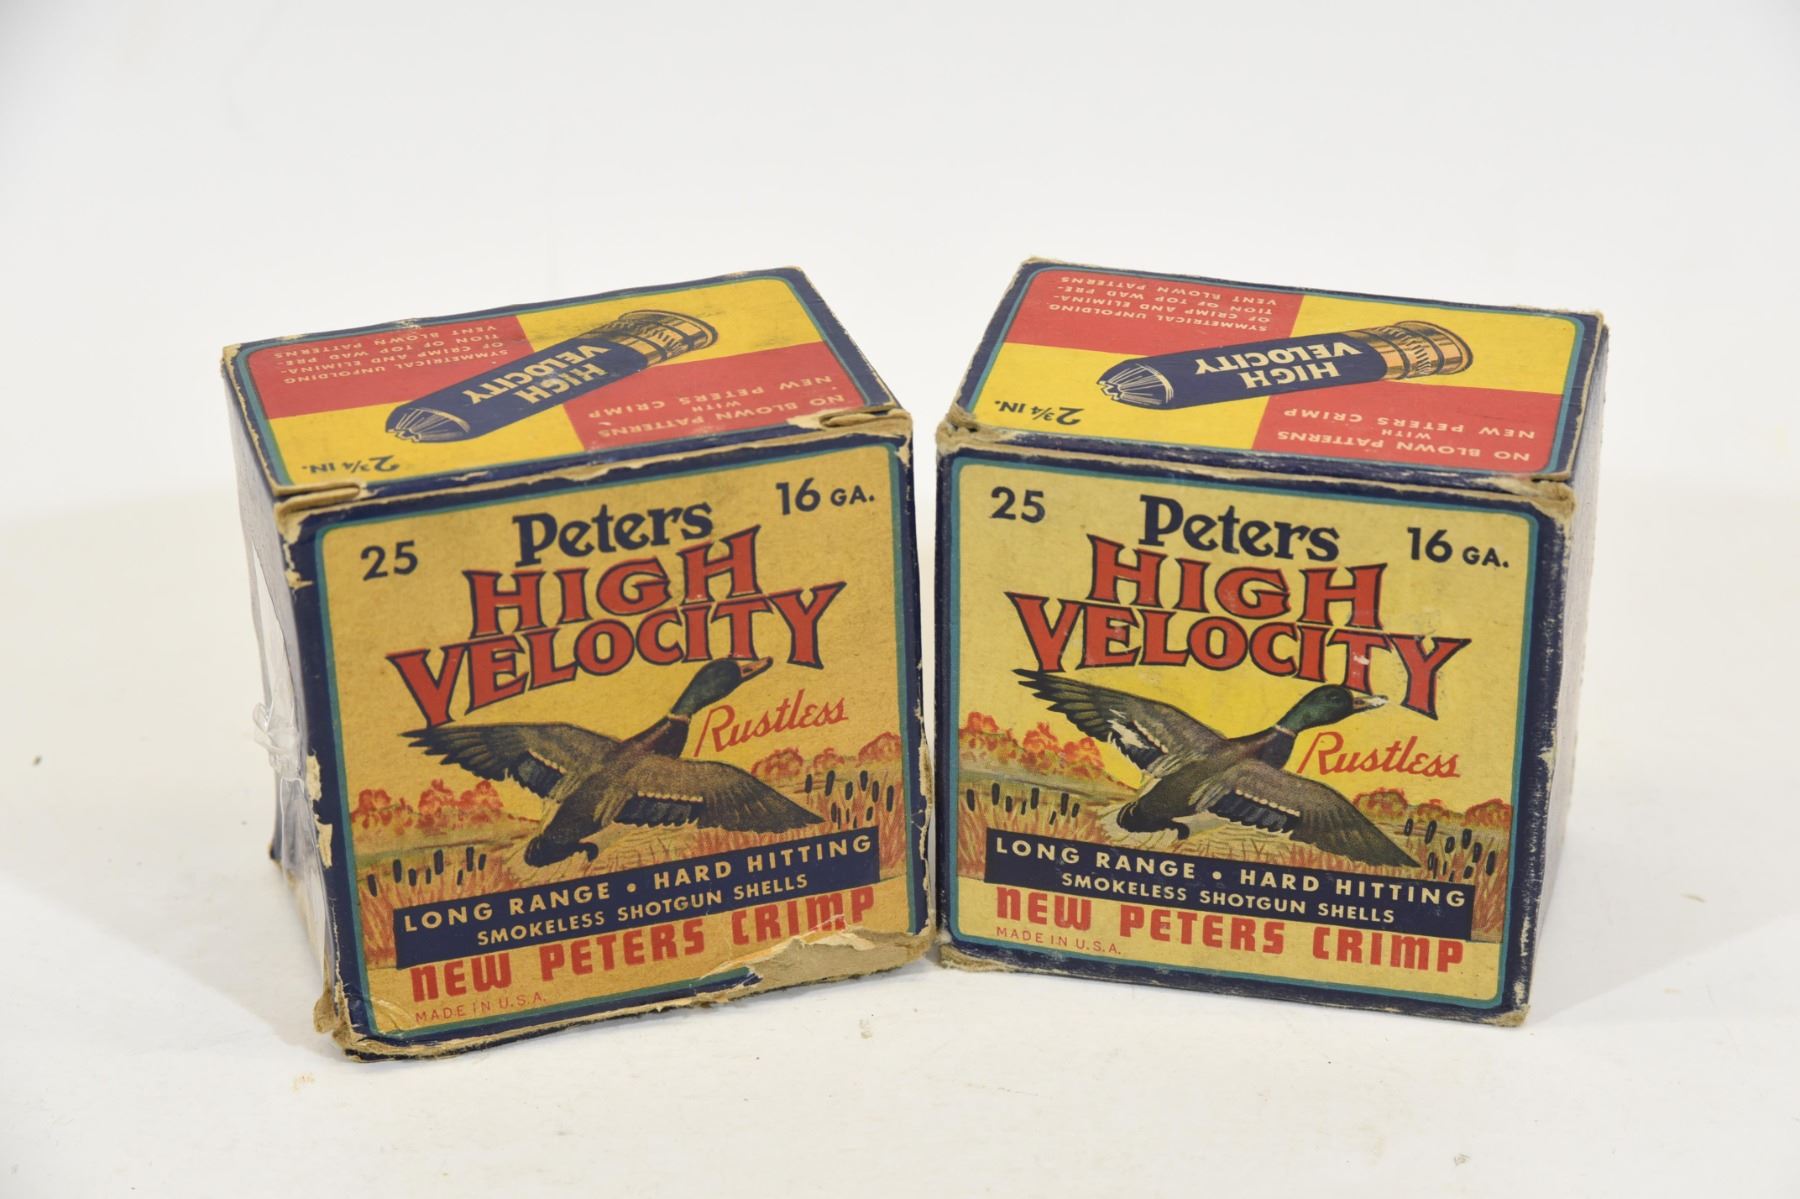 SYMMETRICAL UNFOLDING
OF CRIMP AND ELIMINA-
TION OF TOP WAD PRE-
VENT BLOWN PATTERNS
HIGH
VELOCITY
NO BLOWN PATTERNS
WITH
NEW PETERS CRIMP
2 3/4 IN.
25
Peters
16 GA.
HIGH
VELOCITY
Rustless
LONG RANGE • HARD HITTING
SMOKELESS SHOTGUN SHELLS
NEW PETERS CRIMP
MADE IN U.S.A.
SYMMETRICAL UNFOLDING
OF CRIMP AND ELIMINA-
TION OF TOP WAD PRE-
VENT BLOWN PATTERNS
HIGH
VELOCITY
NO BLOWN PATTERNS
WITH
NEW PETERS CRIMP
2 3/4 IN.
25
Peters
16 GA.
HIGH
VELOCITY
Rustless
LONG RANGE • HARD HITTING
SMOKELESS SHOTGUN SHELLS
NEW PETERS CRIMP
MADE IN U.S.A.